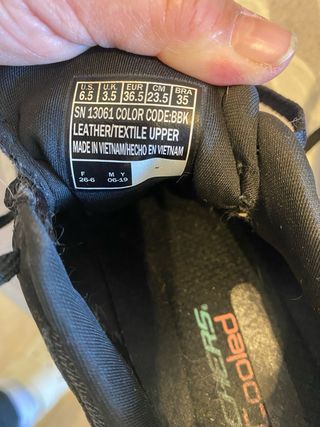 U.S. U.K. EUR CM BRA
6.5 3.5 36.5 23.5 35
SN 13061 COLOR CODE:BBK
LEATHER/TEXTILE UPPER
MADE IN VIETNAM/HECHO EN VIETNAM
F M Y
26-6 06-19
CHERS.
Cooled